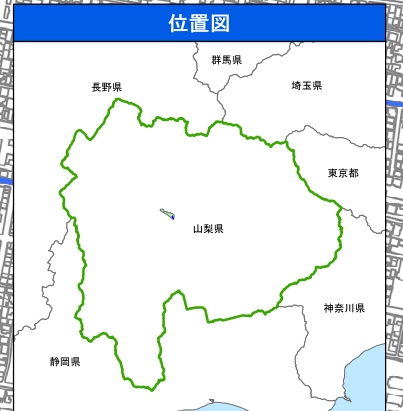 位置図
群馬県
長野県
埼玉県
東京都
山梨県
神奈川県
静岡県